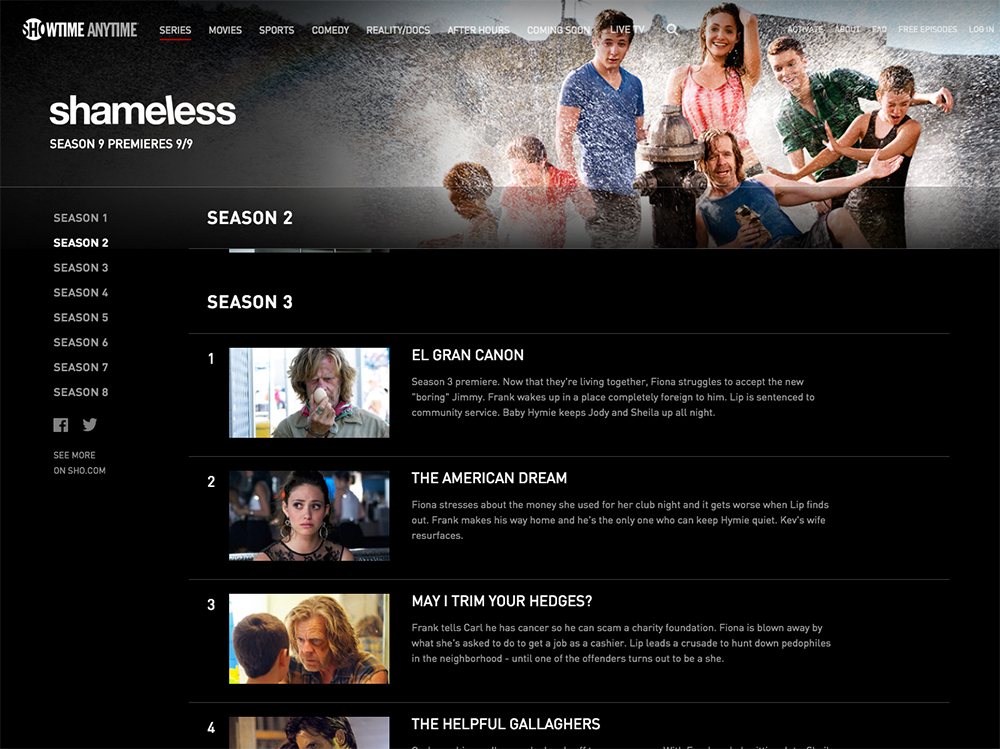 SHOWTIME ANYTIME
SERIES
MOVIES
SPORTS
COMEDY
REALITY/DOCS
AFTER HOURS
COMING SOON
LIVE TV
ACTIVATE
ABOUT
FAQ
FREE EPISODES
LOG IN
shameless
SEASON 9 PREMIERES 9/9
SEASON 1
SEASON 2
SEASON 3
SEASON 4
SEASON 5
SEASON 6
SEASON 7
SEASON 8
SEE MORE
ON SHO.COM
SEASON 2
SEASON 3
1
EL GRAN CANON
Season 3 premiere. Now that they're living together, Fiona struggles to accept the new
"boring" Jimmy. Frank wakes up in a place completely foreign to him. Lip is sentenced to
community service. Baby Hymie keeps Jody and Sheila up all night.
2
THE AMERICAN DREAM
Fiona stresses about the money she used for her club night and it gets worse when Lip finds
out. Frank makes his way home and he's the only one who can keep Hymie quiet. Kev's wife
resurfaces.
3
MAY I TRIM YOUR HEDGES?
Frank tells Carl he has cancer so he can scam a charity foundation. Fiona is blown away by
what she's asked to do to get a job as a cashier. Lip leads a crusade to hunt down pedophiles
in the neighborhood - until one of the offenders turns out to be a she.
4
THE HELPFUL GALLAGHERS